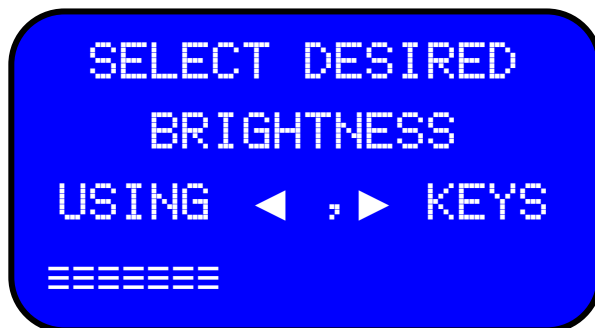 SELECT DESIRED
BRIGHTNESS
USING ◀ ,▶ KEYS